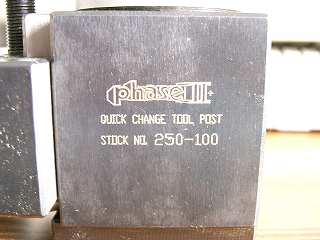 phase II+
QUICK CHANGE TOOL POST
STOCK NO. 250-100